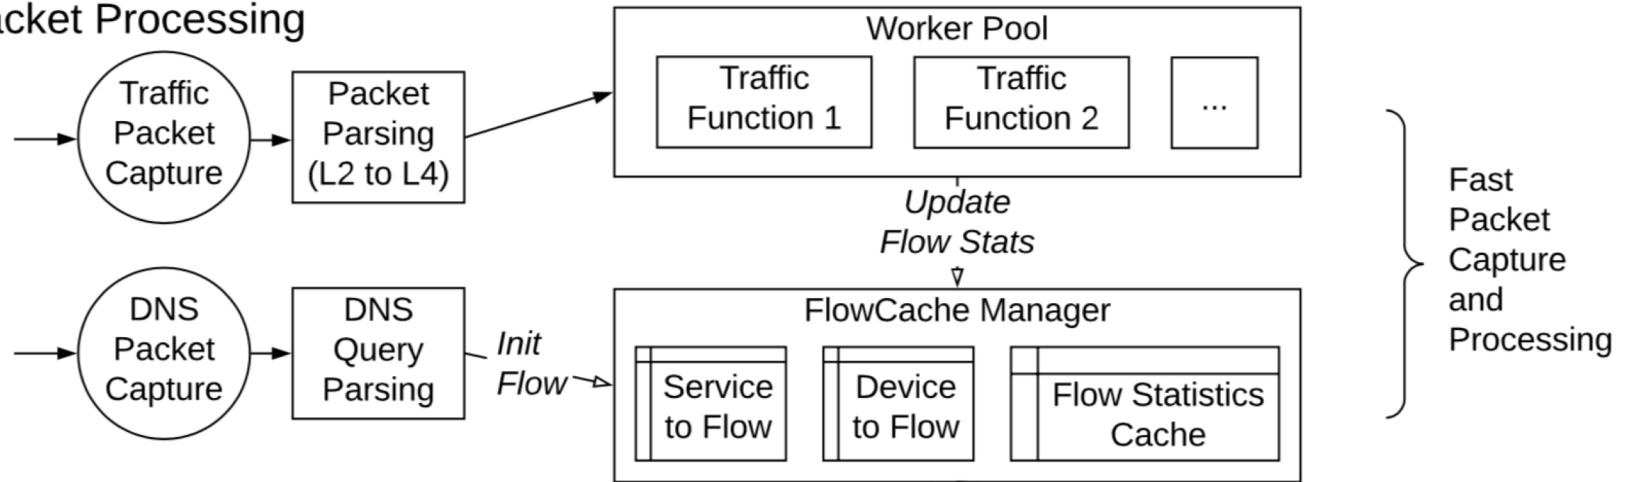 acket Processing
Traffic
Packet
Capture
Packet
Parsing
(L2 to L4)
Worker Pool
Traffic
Function 1
Traffic
Function 2
...
Update
Flow Stats
DNS
Packet
Capture
DNS
Query
Parsing
Init
Flow
FlowCache Manager
Service
to Flow
Device
to Flow
Flow Statistics
Cache
Fast
Packet
Capture
and
Processing